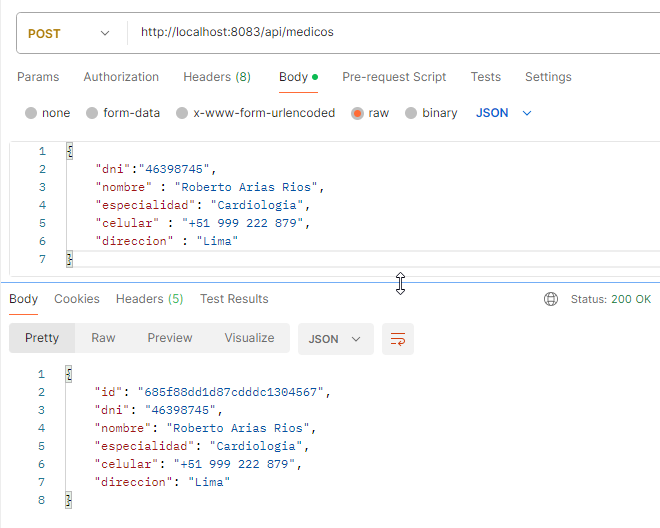 POST http://localhost:8083/api/medicos
Params Authorization Headers (8) Body Pre-request Script Tests Settings
none form-data x-www-form-urlencoded raw binary JSON
1 {
2 "dni":"46398745",
3 "nombre" : "Roberto Arias Rios",
4 "especialidad": "Cardiologia",
5 "celular" : "+51 999 222 879",
6 "direccion" : "Lima"
7 }
Body Cookies Headers (5) Test Results Status: 200 OK
Pretty Raw Preview Visualize JSON
1 {
2 "id": "685f88dd1d87cdddc1304567",
3 "dni": "46398745",
4 "nombre": "Roberto Arias Rios",
5 "especialidad": "Cardiologia",
6 "celular": "+51 999 222 879",
7 "direccion": "Lima"
8 }